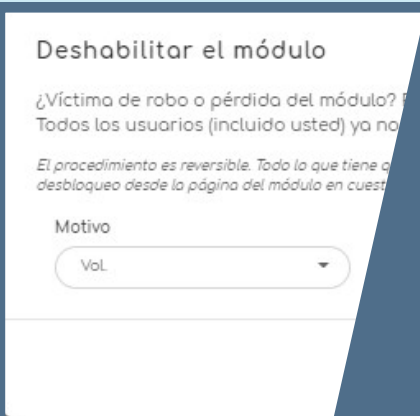 Deshabilitar el módulo
¿Víctima de robo o pérdida del módulo?
Todos los usuarios (incluido usted) ya no
El procedimiento es reversible. Todo lo que tiene
desbloqueo desde la página del módulo en
Motivo
Vol.